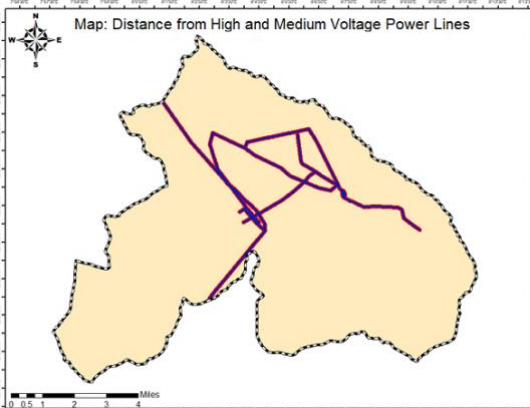 Map: Distance from High and Medium Voltage Power Lines
N
W E
S
Miles
0 0.5 1 2 3 4